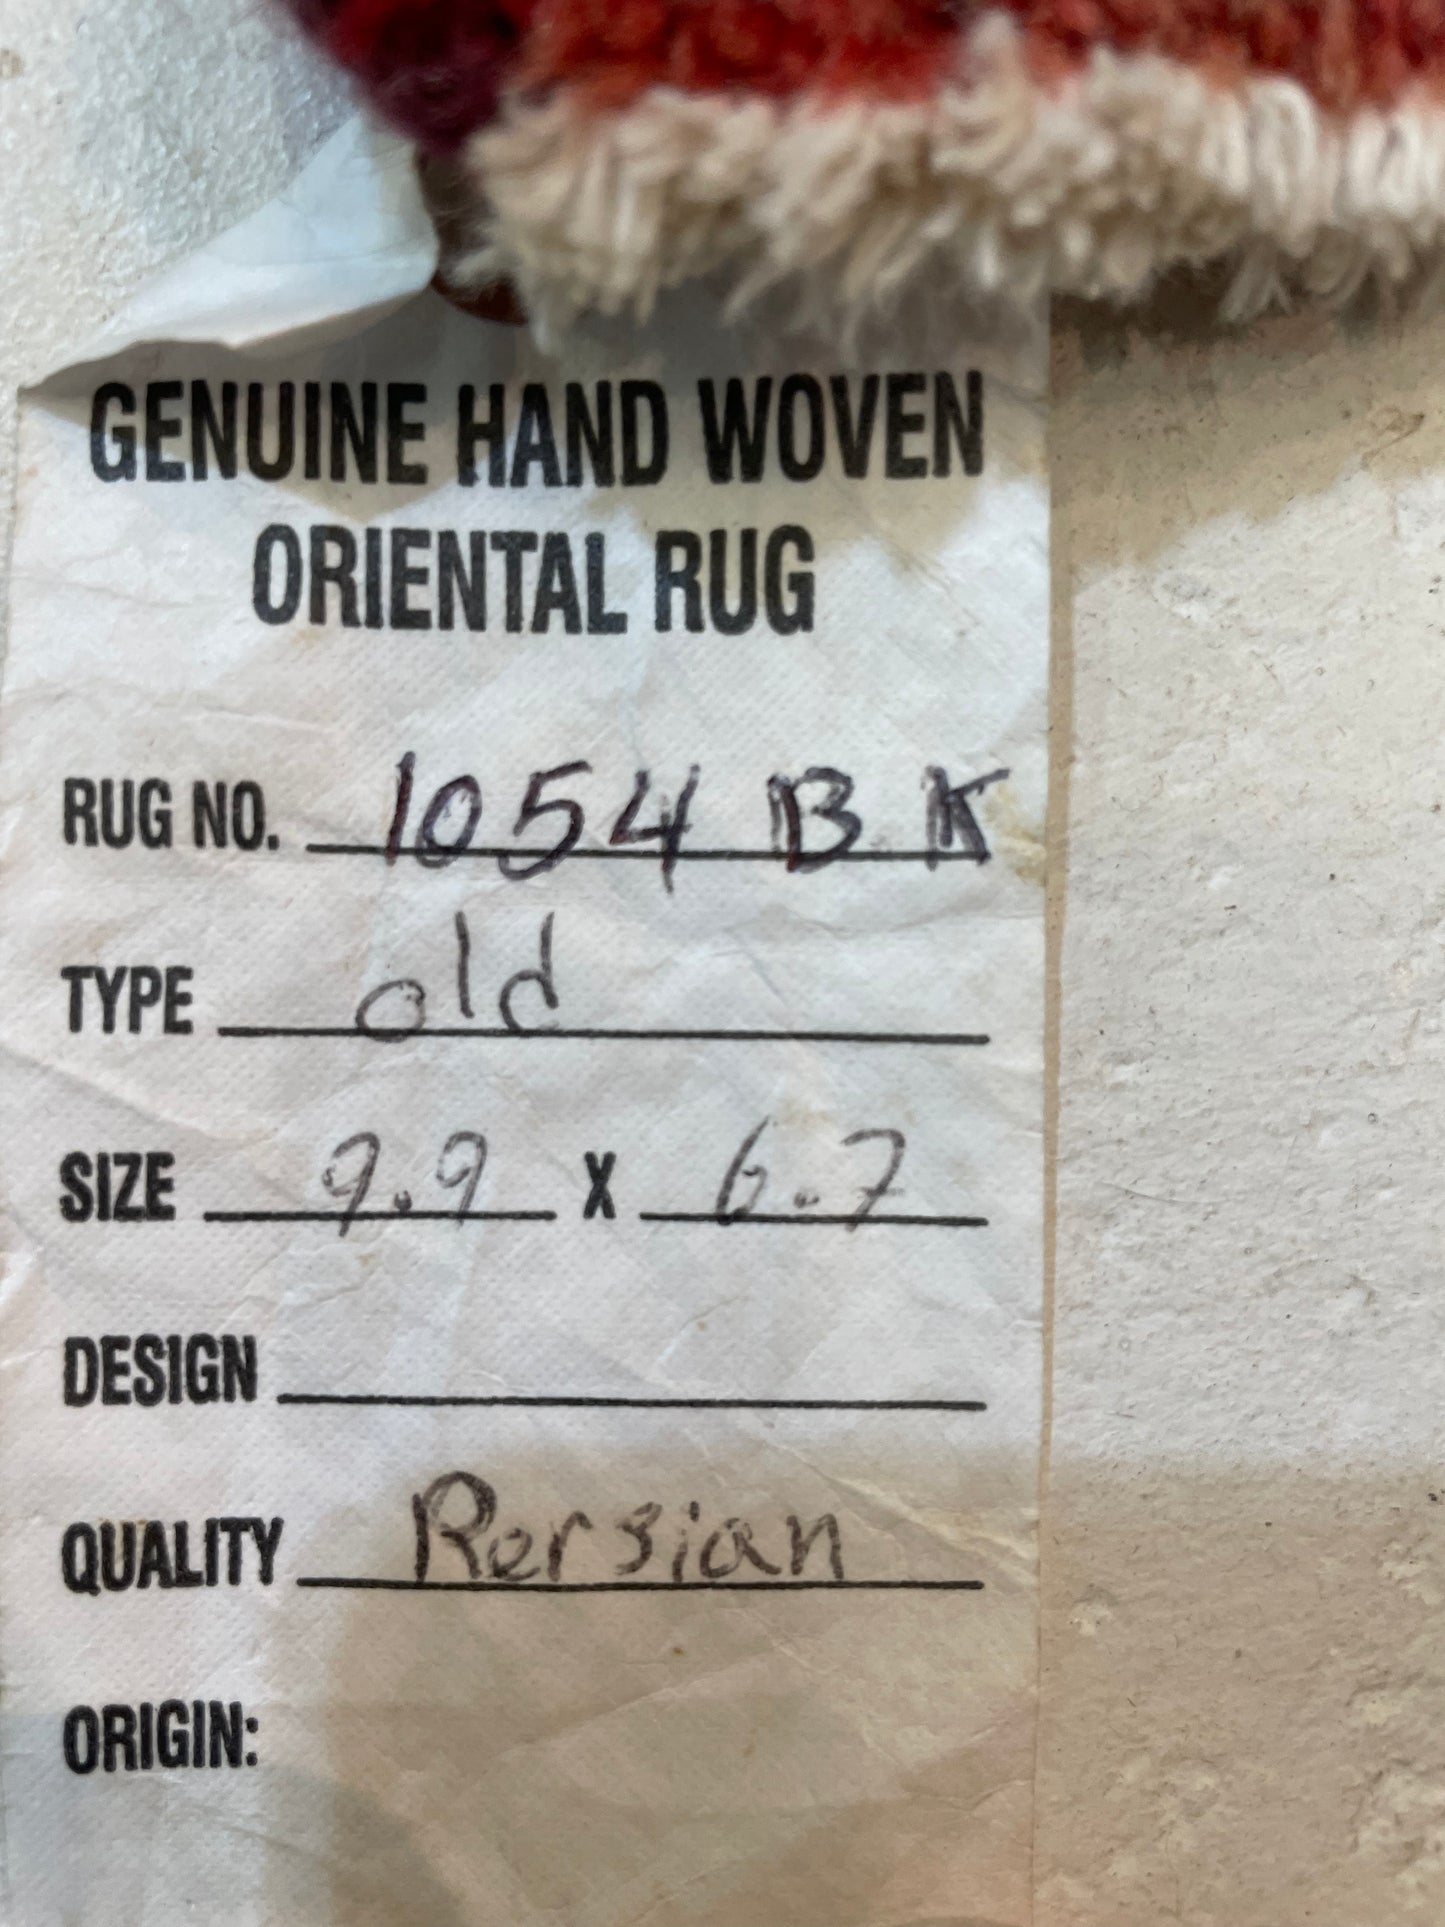 GENUINE HAND WOVEN
ORIENTAL RUG
RUG NO. 1054 BK
TYPE old
SIZE 9.9 X 6.7
DESIGN
QUALITY Persian
ORIGIN: